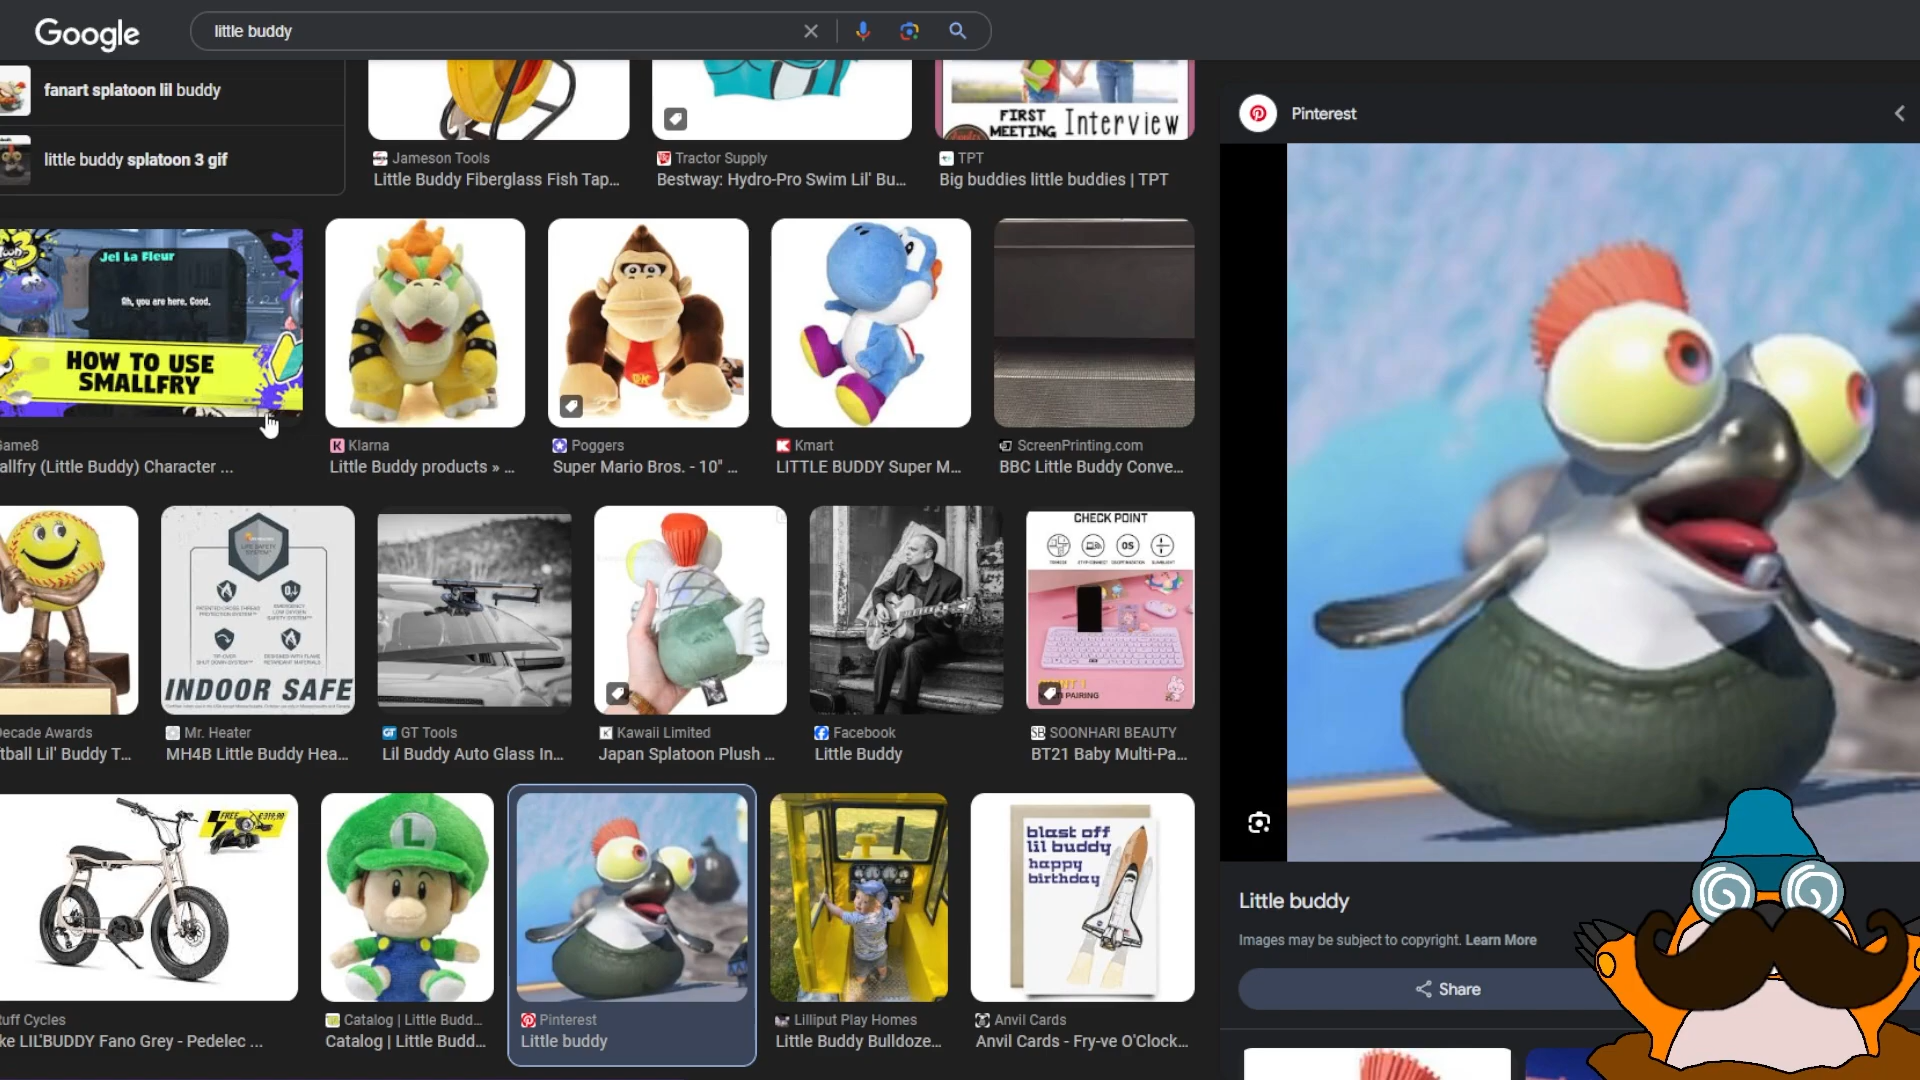 Google
little buddy
fanart splatoon lil buddy
little buddy splatoon 3 gif
FIRST
MEETING Interview
Jameson Tools
Little Buddy Fiberglass Fish Tap...
Tractor Supply
Bestway: Hydro-Pro Swim Lil' Bu...
TPT
Big buddies little buddies | TPT
Pinterest
Jel La Fleur
Oh, you are here. Good.
HOW TO USE
SMALLFRY
DK
ame8
allfry (Little Buddy) Character ...
Klarna
Little Buddy products » ...
Poggers
Super Mario Bros. - 10" ...
Kmart
LITTLE BUDDY Super M...
ScreenPrinting.com
BBC Little Buddy Conve...
INDOOR SAFE
CHECK POINT
OS
PAIRING
ecade Awards
tball Lil' Buddy T...
Mr. Heater
MH4B Little Buddy Hea...
GT Tools
Lil Buddy Auto Glass In...
Kawaii Limited
Japan Splatoon Plush ...
Facebook
Little Buddy
SOONHARI BEAUTY
BT21 Baby Multi-Pa...
FREE
L
blast off
lil buddy
happy
birthday
uff Cycles
ke LIL'BUDDY Fano Grey - Pedelec ...
Catalog | Little Budd...
Catalog | Little Budd...
Pinterest
Little buddy
Lilliput Play Homes
Little Buddy Bulldoze...
Anvil Cards
Anvil Cards - Fry-ve O'Clock...
Little buddy
Images may be subject to copyright. Learn More
Share